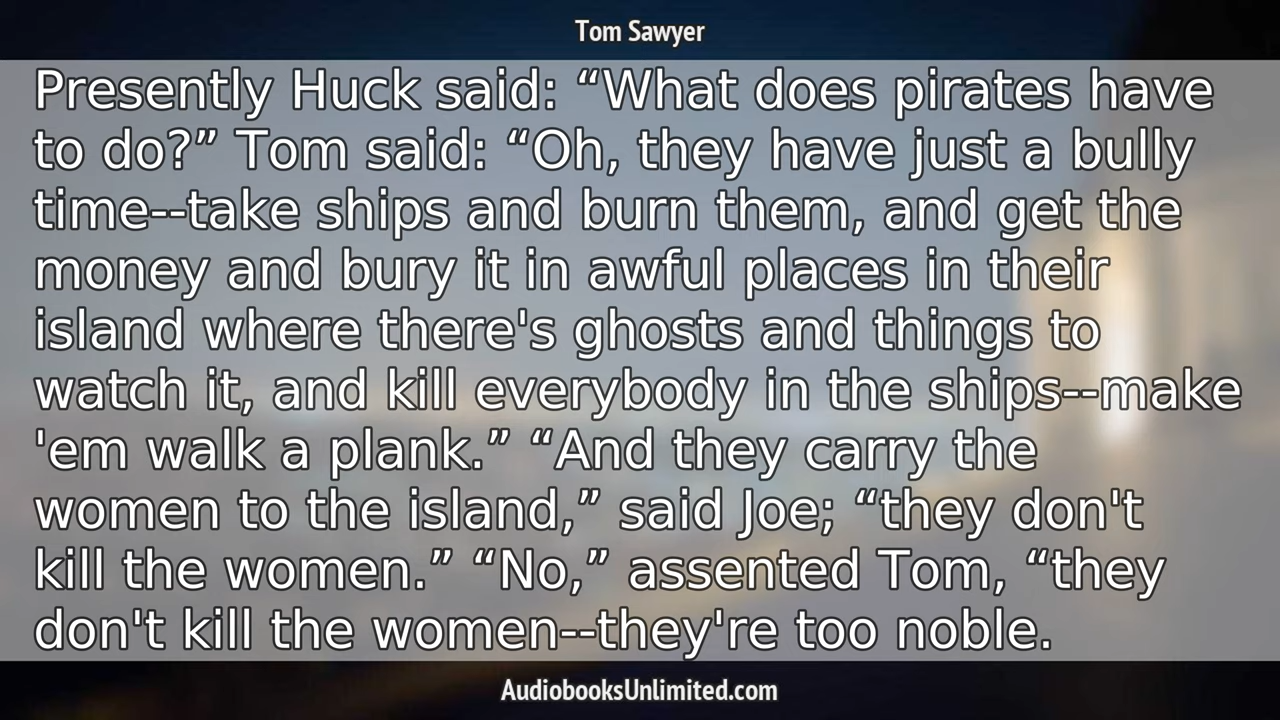 Tom Sawyer
Presently Huck said: “What does pirates have
to do?” Tom said: “Oh, they have just a bully
time--take ships and burn them, and get the
money and bury it in awful places in their
island where there's ghosts and things to
watch it, and kill everybody in the ships--make
'em walk a plank.” “And they carry the
women to the island,” said Joe; “they don't
kill the women.” “No,” assented Tom, “they
don't kill the women--they're too noble.
AudiobooksUnlimited.com